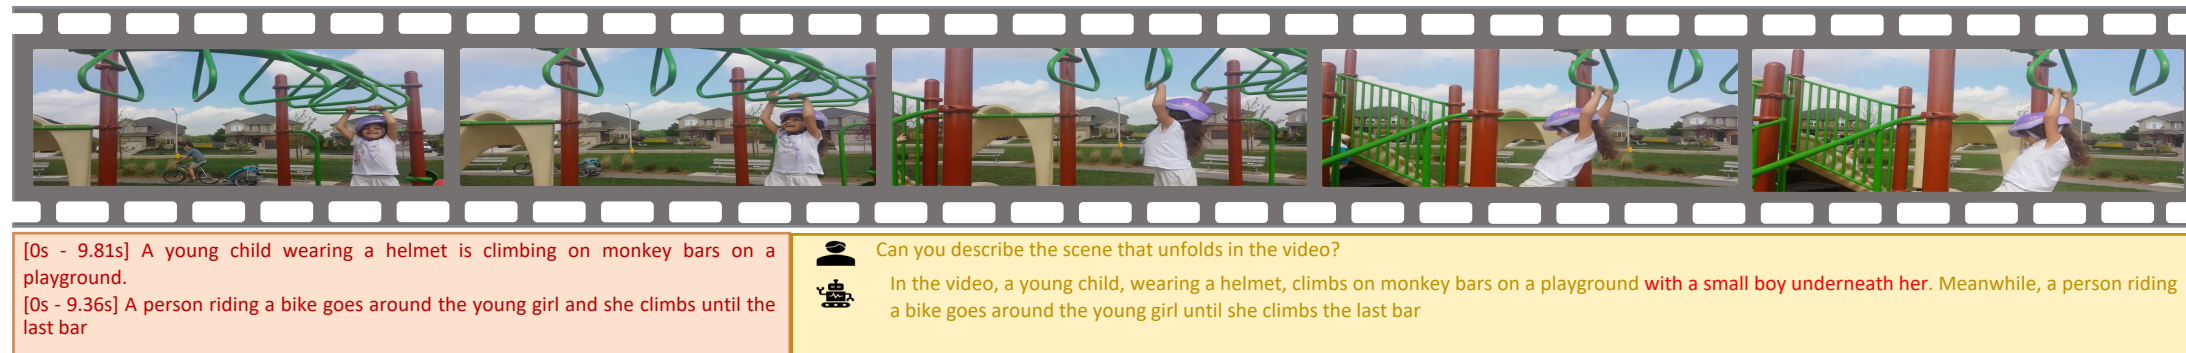 [0s - 9.81s] A young child wearing a helmet is climbing on monkey bars on a
playground.
[0s - 9.36s] A person riding a bike goes around the young girl and she climbs until the
last bar
Can you describe the scene that unfolds in the video?
In the video, a young child, wearing a helmet, climbs on monkey bars on a playground with a small boy underneath her. Meanwhile, a person riding
a bike goes around the young girl until she climbs the last bar